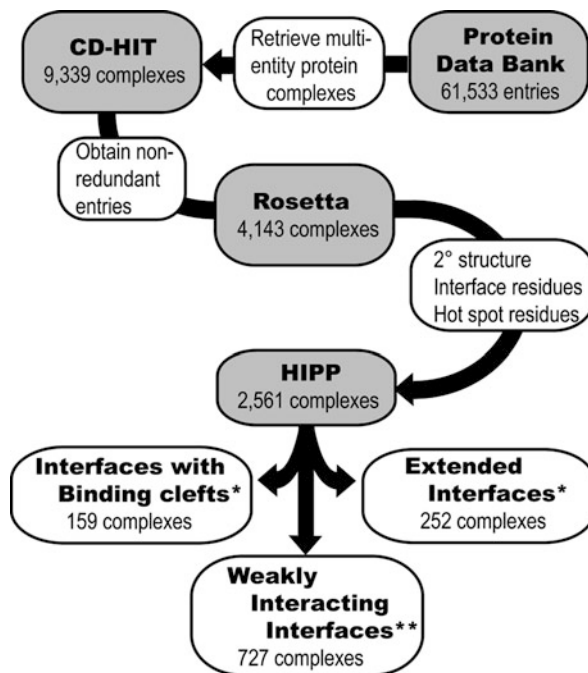 CD-HIT
9,339 complexes
Retrieve multi-
entity protein
complexes
Protein
Data Bank
61,533 entries
Obtain non-
redundant
entries
Rosetta
4,143 complexes
2° structure
Interface residues
Hot spot residues
HIPP
2,561 complexes
Interfaces with
Binding clefts*
159 complexes
Extended
Interfaces*
252 complexes
Weakly
Interacting
Interfaces**
727 complexes